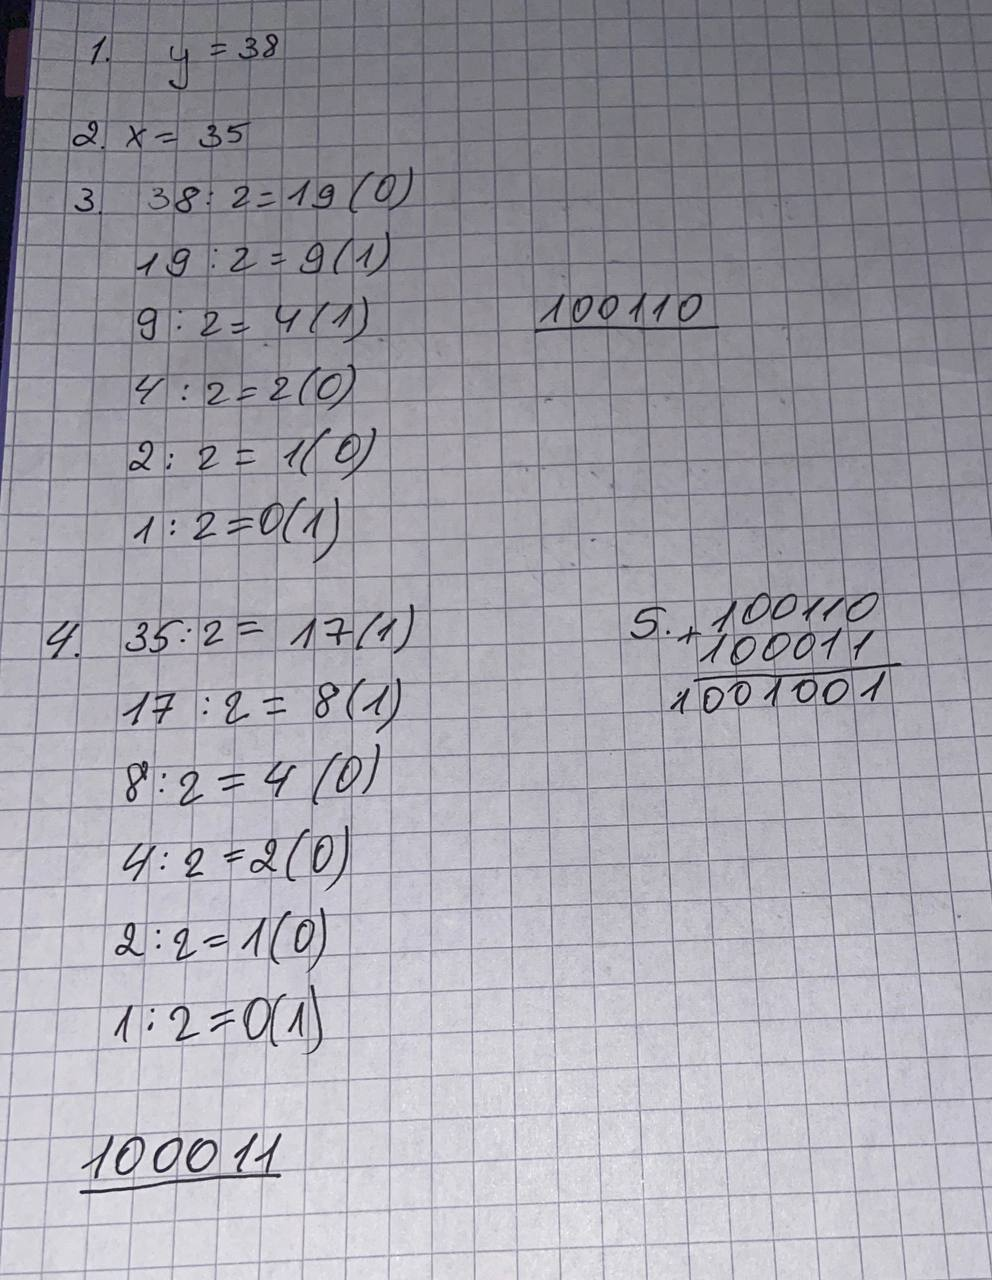 1. y = 38
2. x = 35
3. 38 : 2 = 19 (0)
19 : 2 = 9 (1)
9 : 2 = 4 (1)
100110
4 : 2 = 2 (0)
2 : 2 = 1 (0)
1 : 2 = 0 (1)
4. 35 : 2 = 17 (1)
17 : 2 = 8 (1)
8 : 2 = 4 (0)
4 : 2 = 2 (0)
2 : 2 = 1 (0)
1 : 2 = 0 (1)
100011
5. 100110
+ 100011
1001001